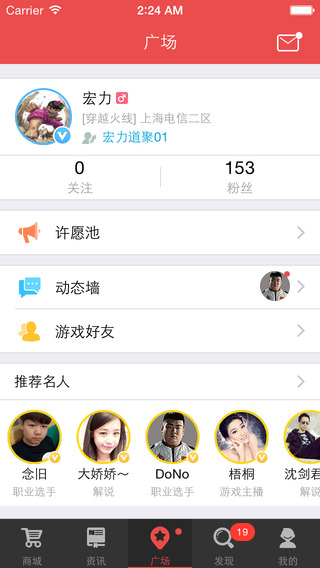 Carrier 2:24 AM
广场
宏力
[穿越火线] 上海电信二区
宏力道聚01
0 153
关注 粉丝
许愿池
动态墙
游戏好友
推荐名人
念旧 大娇娇～ DoNo 梧桐 沈剑君
职业选手 解说 职业选手 游戏主播 解说
19
商城 资讯 广场 发现 我的